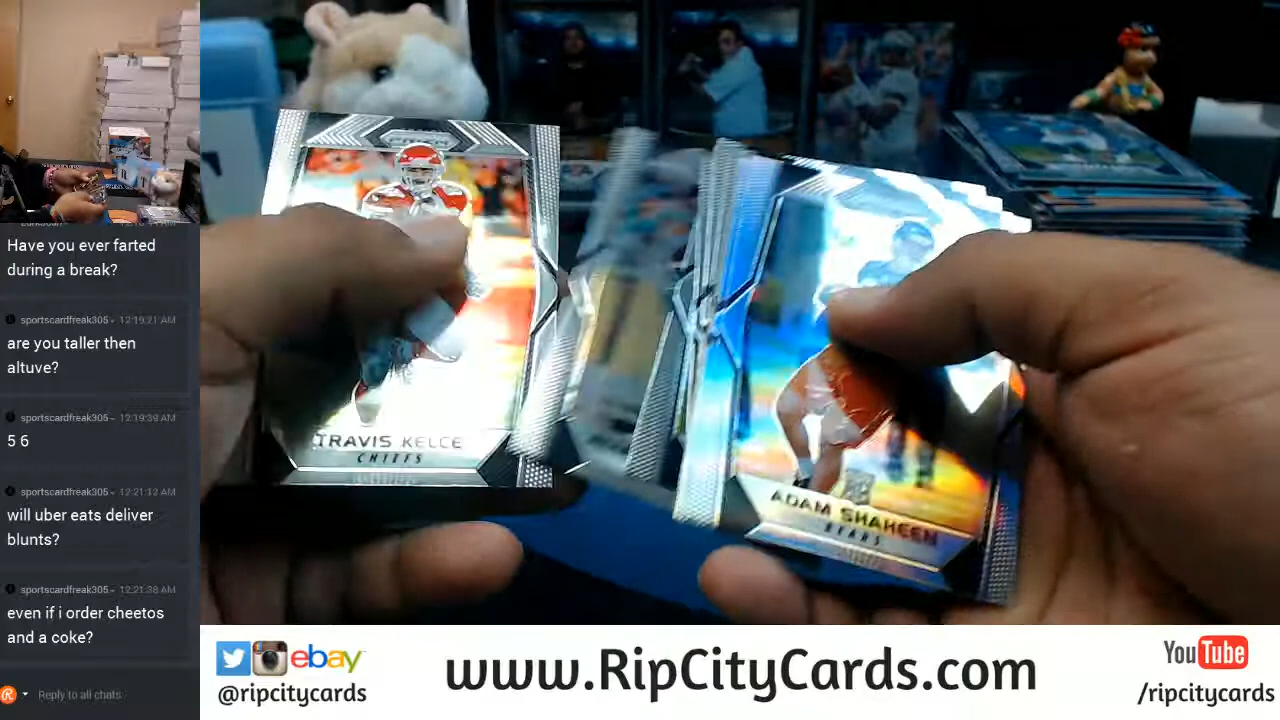 Have you ever farted
during a break?
sportscardfreak305 12:19:21 AM
are you taller then
altuve?
sportscardfreak305 12:19:39 AM
5 6
sportscardfreak305 12:21:12 AM
will uber eats deliver
blunts?
sportscardfreak305 12:21:38 AM
even if i order cheetos
and a coke?
Reply to all chats
TRAVIS KELCE
CHIEFS
ADAM SHAHEEN
BEARS
ebay
@ripcitycards
www.RipCityCards.com
YouTube
/ripcitycards